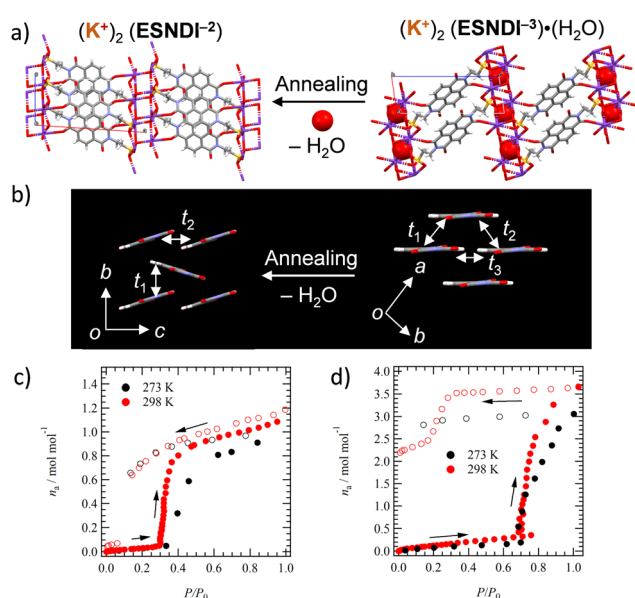 a)
(K⁺)₂ (ESNDI⁻²)
(K⁺)₂ (ESNDI⁻³)•(H₂O)
Annealing
– H₂O
b)
t₂
t₁
b
o
c
Annealing
– H₂O
t₁
t₂
t₃
a
o
b
c)
273 K
298 K
nₐ / mol mol⁻¹
1.4
1.2
1.0
0.8
0.6
0.4
0.2
0.0
0.0 0.2 0.4 0.6 0.8 1.0
P/P₀
d)
273 K
298 K
nₐ / mol mol⁻¹
4.0
3.5
3.0
2.5
2.0
1.5
1.0
0.5
0.0
0.0 0.2 0.4 0.6 0.8 1.0
P/P₀